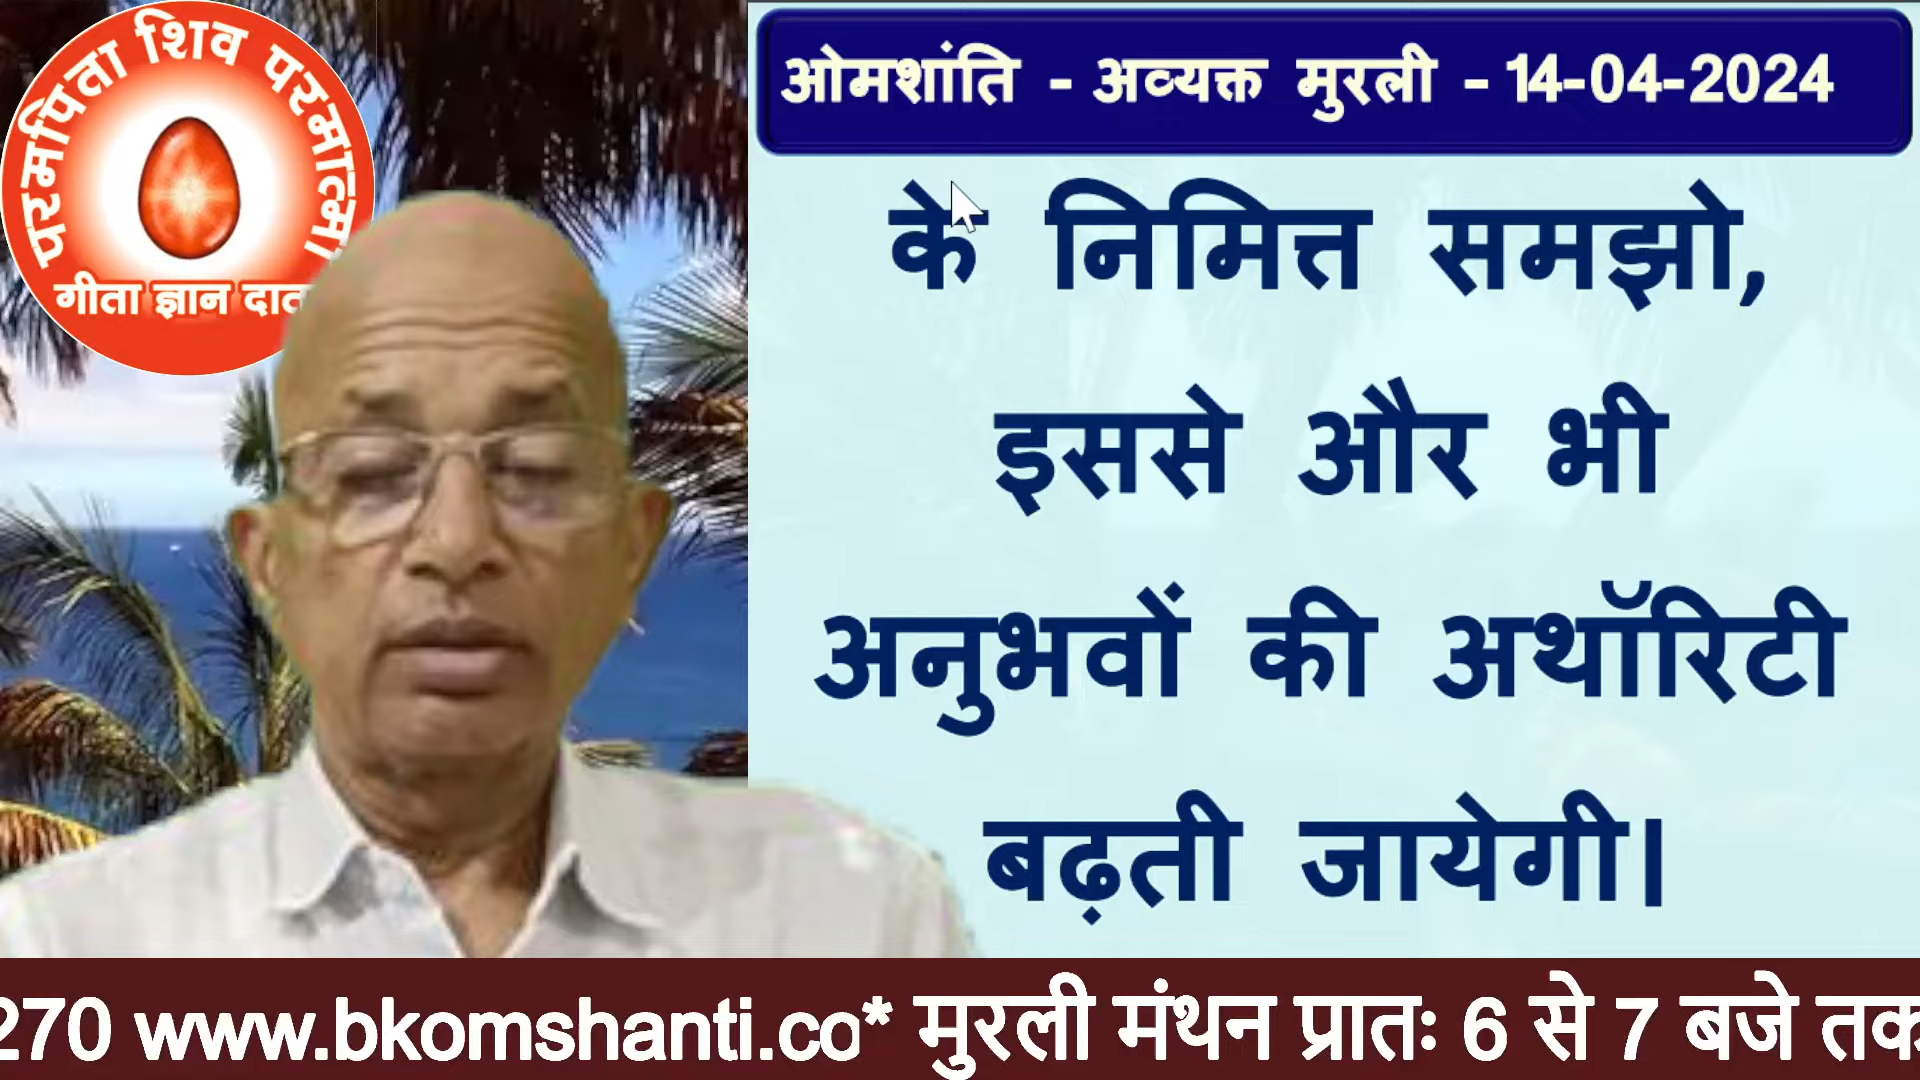 परमपिता शिव परमात्मा
गीता ज्ञान
ओमशांति - अव्यक्त मुरली - 14-04-2024
के निमित्त समझो,
इससे और भी
अनुभवों की अथॉरिटी
बढ़ती जायेगी।
270 www.bkomshanti.co* मुरली मंथन प्रातः 6 से 7 बजे तक